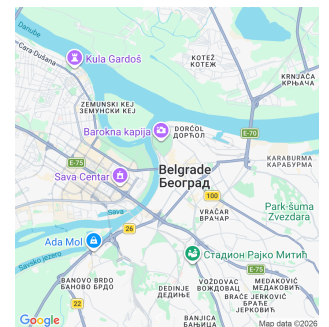 Danube
Cara Dušana
Kula Gardoš
KOTEŽ
КОТЕЖ
KRNJAČA
КРЊАЧА
ZEMUNSKI KEJ
ЗЕМУНСКИ КЕЈ
Barokna kapija
DORĆOL
ДОРЋОЛ
E-70
E-75
Sava Centar
Belgrade
Београд
KARABURMA
КАРАБУРМА
100
Park-šuma
Zvezdara
Sava
VRAČAR
ВРАЧАР
26
Ada Mol
Savsko jezero
Стадион Рајко Митић
E-75
BANOVO BRDO
БАНОВО БРДО
DEDINJE
ДЕДИЊЕ
VOŽDOVAC
ВОЖДОВАЦ
MEDAKOVIĆ
МЕДАКОВИЋ
BRAĆE JERKOVIĆ
БРАЋЕ
ЈЕРКОВИЋ
BANJICA
БАЊИЦА
Google
Map data ©2026